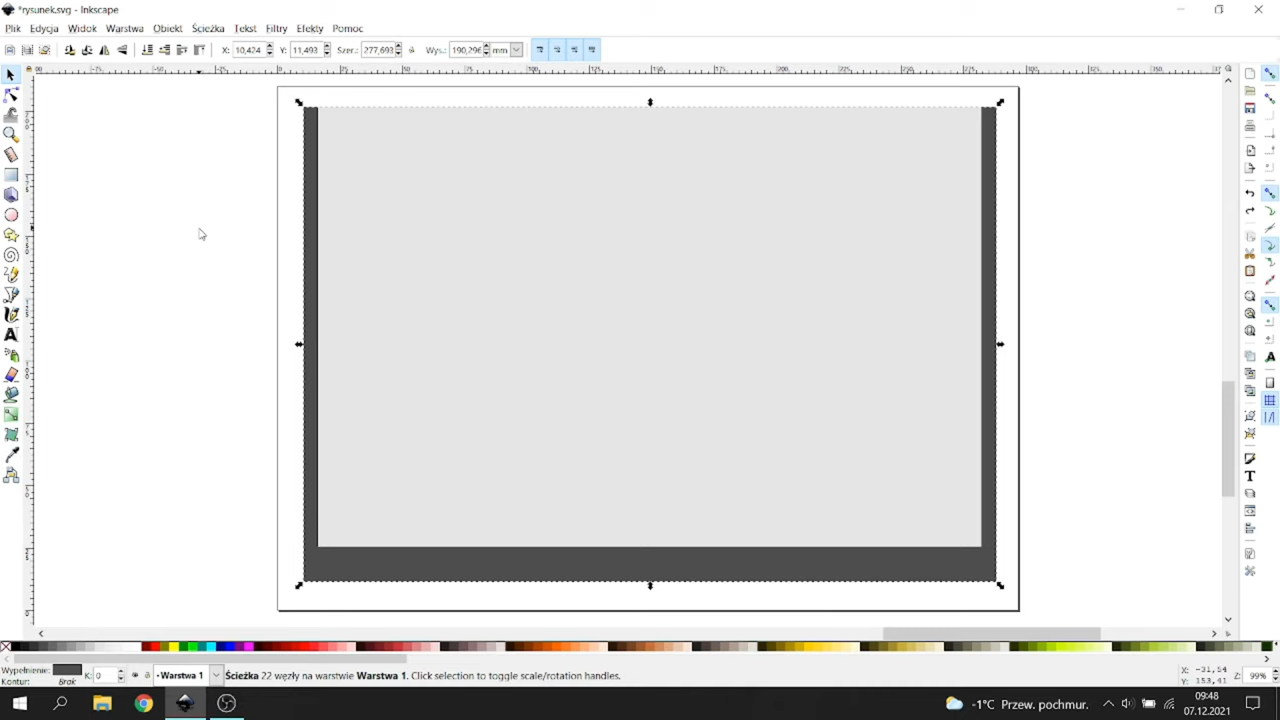 *rysunek.svg - Inkscape
Plik Edycja Widok Warstwa Obiekt Ścieżka Tekst Filtry Efekty Pomoc
X: 10,424 Y: 11,493 Szer.: 277,693 Wys.: 190,296 mm
Wypełnienie:
Kontur: Brak
K: 0
Warstwa 1
Ścieżka 22 węzły na warstwie Warstwa 1. Click selection to toggle scale/rotation handles.
X: -31,54
Y: 153,41
Z: 99%
-1°C Przew. pochmur.
09:48
07.12.2021